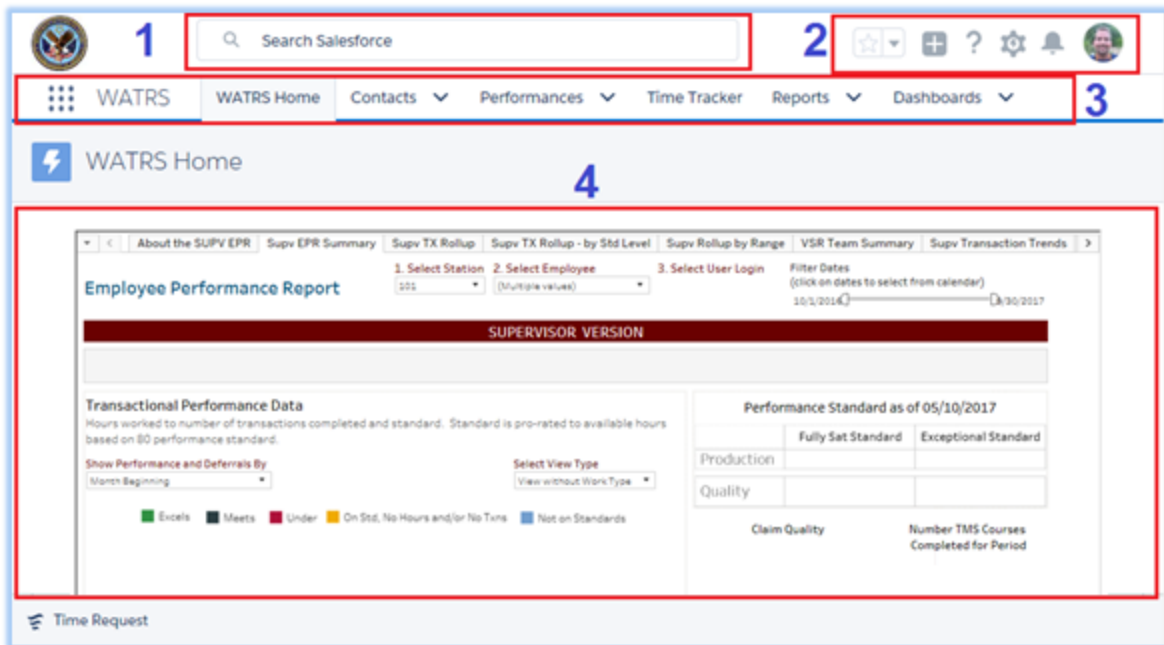 1
Search Salesforce
2
WATRS
WATRS Home
Contacts
Performances
Time Tracker
Reports
Dashboards
3
WATRS Home
4
About the SUPV EPR
Supv EPR Summary
Supv TX Rollup
Supv TX Rollup - by Std Level
Supv Rollup by Range
VSR Team Summary
Supv Transaction Trends
Employee Performance Report
1. Select Station
101
2. Select Employee
(Multiple values)
3. Select User Login
Filter Dates
(click on dates to select from calendar)
10/1/2016
SUPERVISOR VERSION
Transactional Performance Data
Hours worked to number of transactions completed and standard. Standard is pro-rated to available hours
based on 80 performance standard.
Show Performance and Deferrals By
Month Beginning
Select View Type
View without Work Type
Excels
Meets
Under
On Std, No Hours and/or No Txns
Not on Standards
Performance Standard as of 05/10/2017
Fully Sat Standard
Exceptional Standard
Production
Quality
Claim Quality
Number TMS Courses
Completed for Period
Time Request